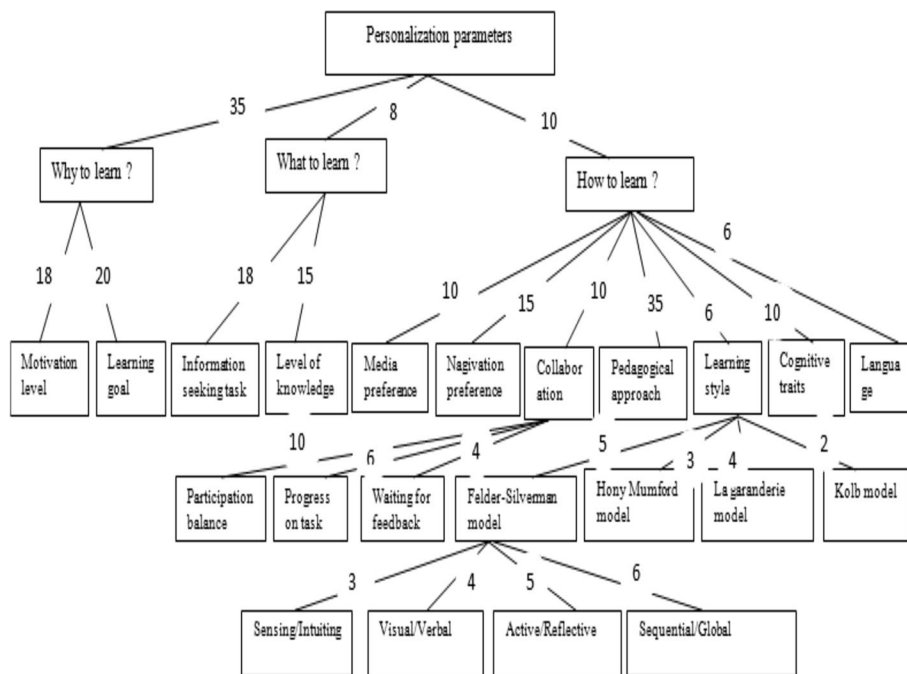 Personalization parameters
35
8
10
Why to learn ?
What to learn ?
How to learn ?
6
18
20
18
15
10
15
10
35
6
10
Motivation
level
Learning
goal
Information
seeking task
Level of
knowledge
Media
preference
Nagivation
preference
Collabor
ation
Pedagogical
approach
Learning
style
Cognitive
traits
Langua
ge
10
6
4
5
3
4
2
Participation
balance
Progress
on task
Waiting for
feedback
Felder-Silverman
model
Hony Mumford
model
La garanderie
model
Kolb model
3
4
5
6
Sensing/Intuiting
Visual/Verbal
Active/Reflective
Sequential/Global